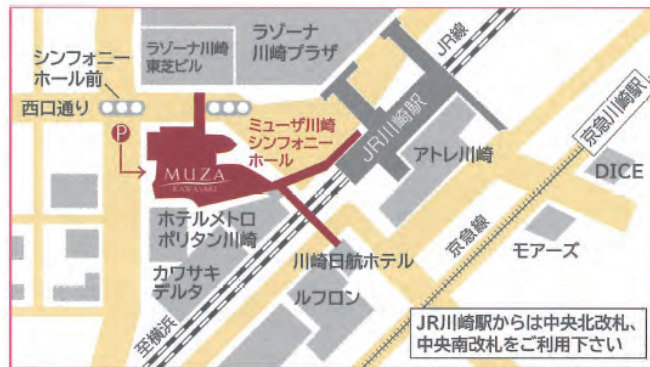 ラゾーナ
川崎プラザ
JR線
シンフォニー
ホール前
ラゾーナ川崎
東芝ビル
西口通り
P
ミューザ川崎
シンフォニー
ホール
JR川崎駅
京急川崎駅
MUZA
KAWASAKI
アトレ川崎
DICE
ホテルメトロ
ポリタン川崎
京急線
モアーズ
カワサキ
デルタ
川崎日航ホテル
ルフロン
至横浜
JR川崎駅からは中央北改札、
中央南改札をご利用下さい